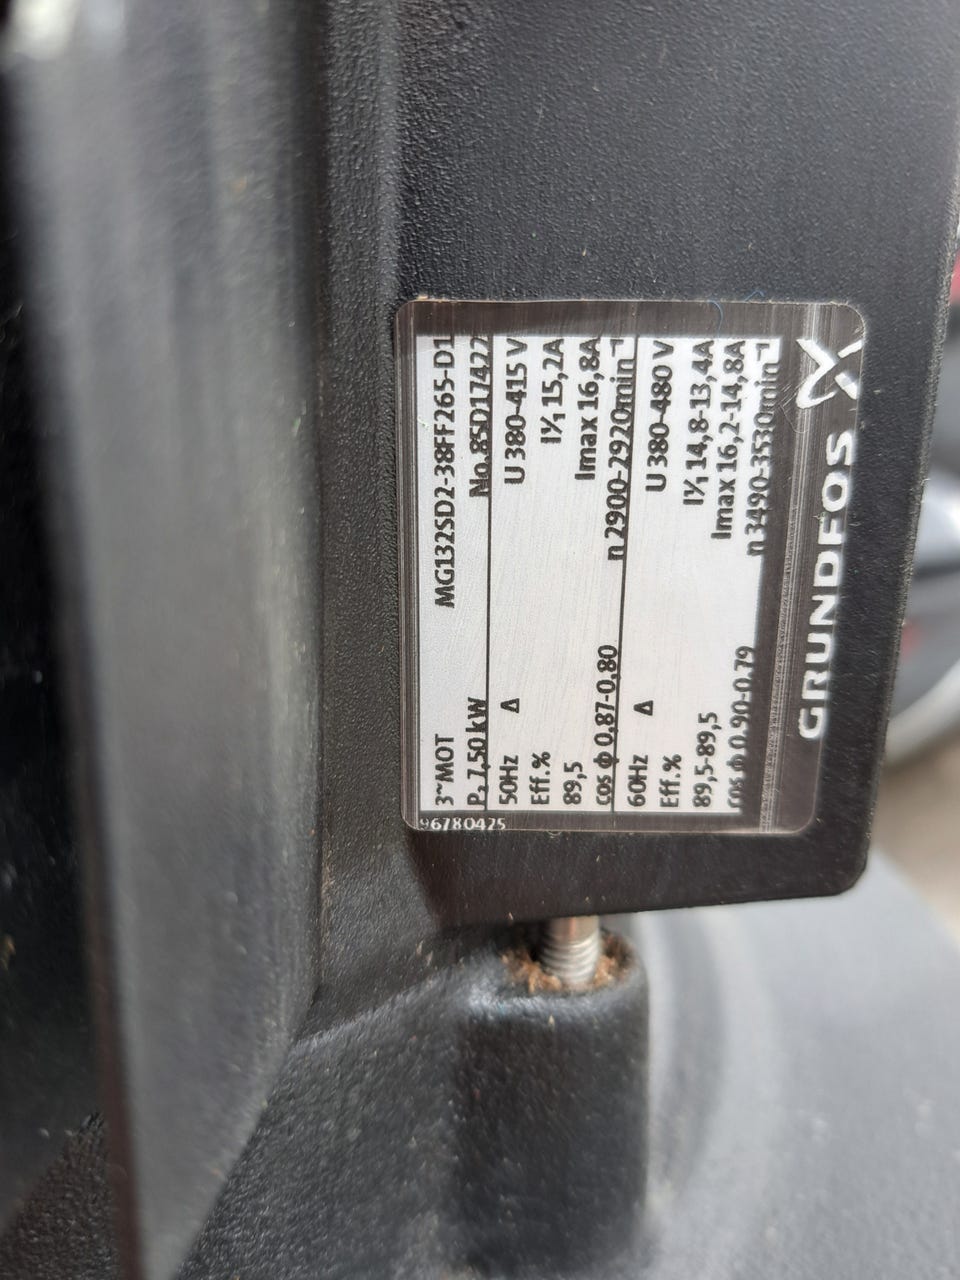 3~MOT MG132SD2-38FF265-D1
P₂ 7,50 kW No.85D17422
50Hz Δ U 380-415 V
Eff.% I¹/₁ 15,2A
89,5 Imax 16,8A
cos ϕ 0,87-0,80 n 2900-2920min⁻¹
60Hz Δ U 380-480 V
Eff.% I¹/₁ 14,8-13,4A
89,5-89,5 Imax 16,2-14,8A
cos ϕ 0.90-0.79 n 3490-3530min⁻¹
GRUNDFOS
96780425